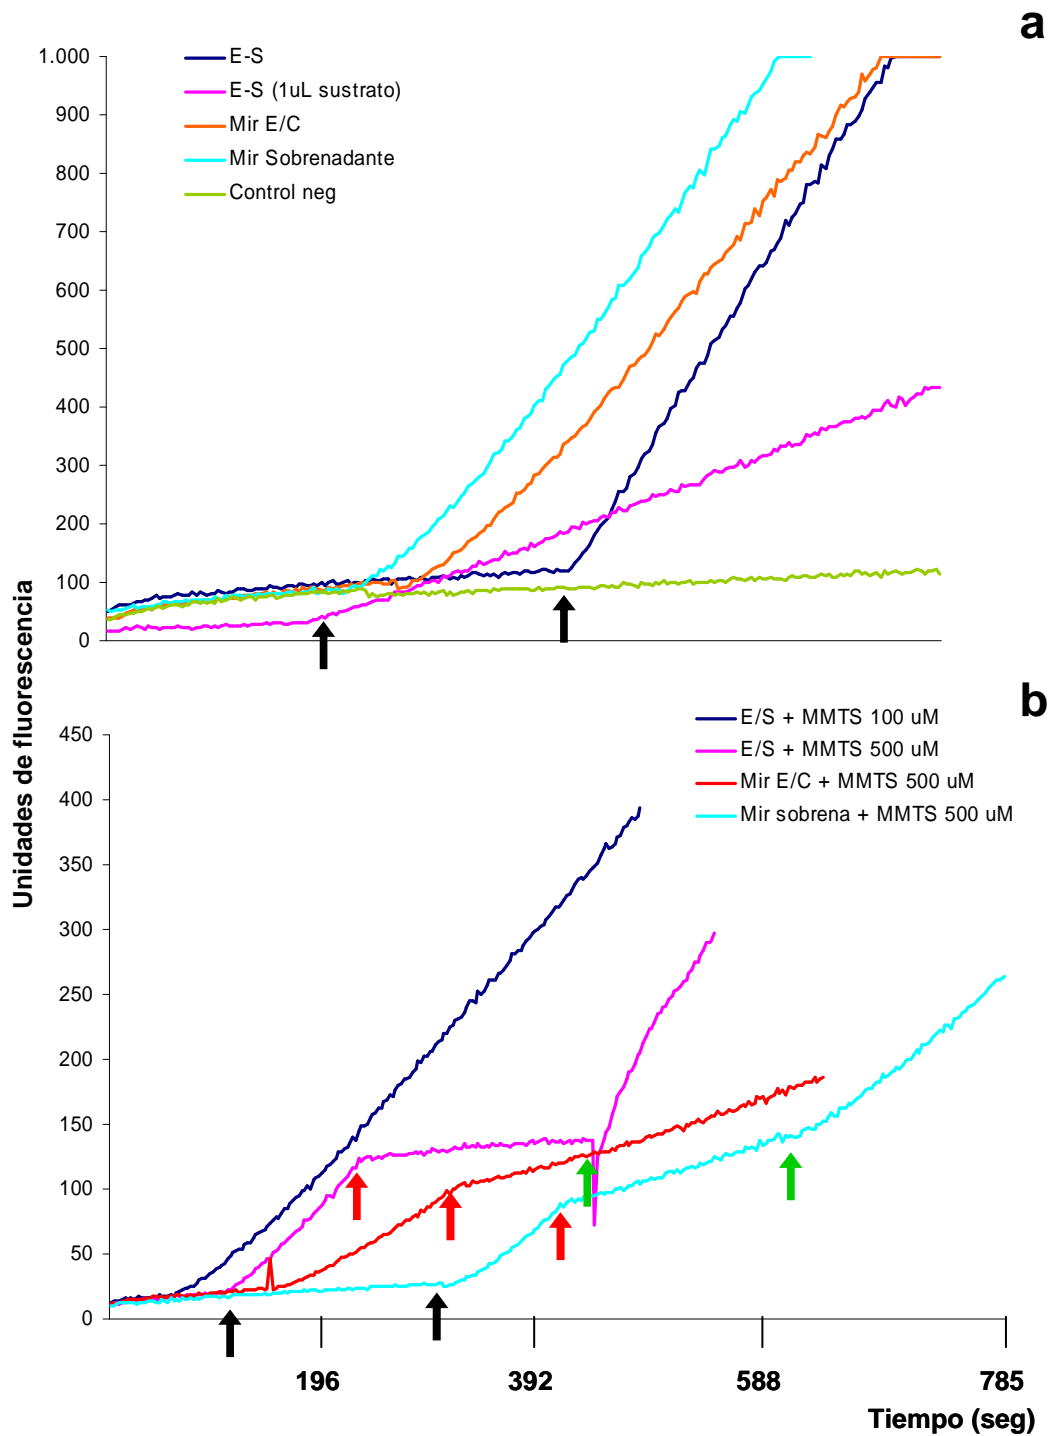 a
E-S
E-S (1uL sustrato)
Mir E/C
Mir Sobrenadante
Control neg
1.000
900
800
700
600
500
400
300
200
100
0
Unidades de fluorescencia
b
E/S + MMTS 100 uM
E/S + MMTS 500 uM
Mir E/C + MMTS 500 uM
Mir sobrena + MMTS 500 uM
450
400
350
300
250
200
150
100
50
0
196 392 588 785
Tiempo (seg)